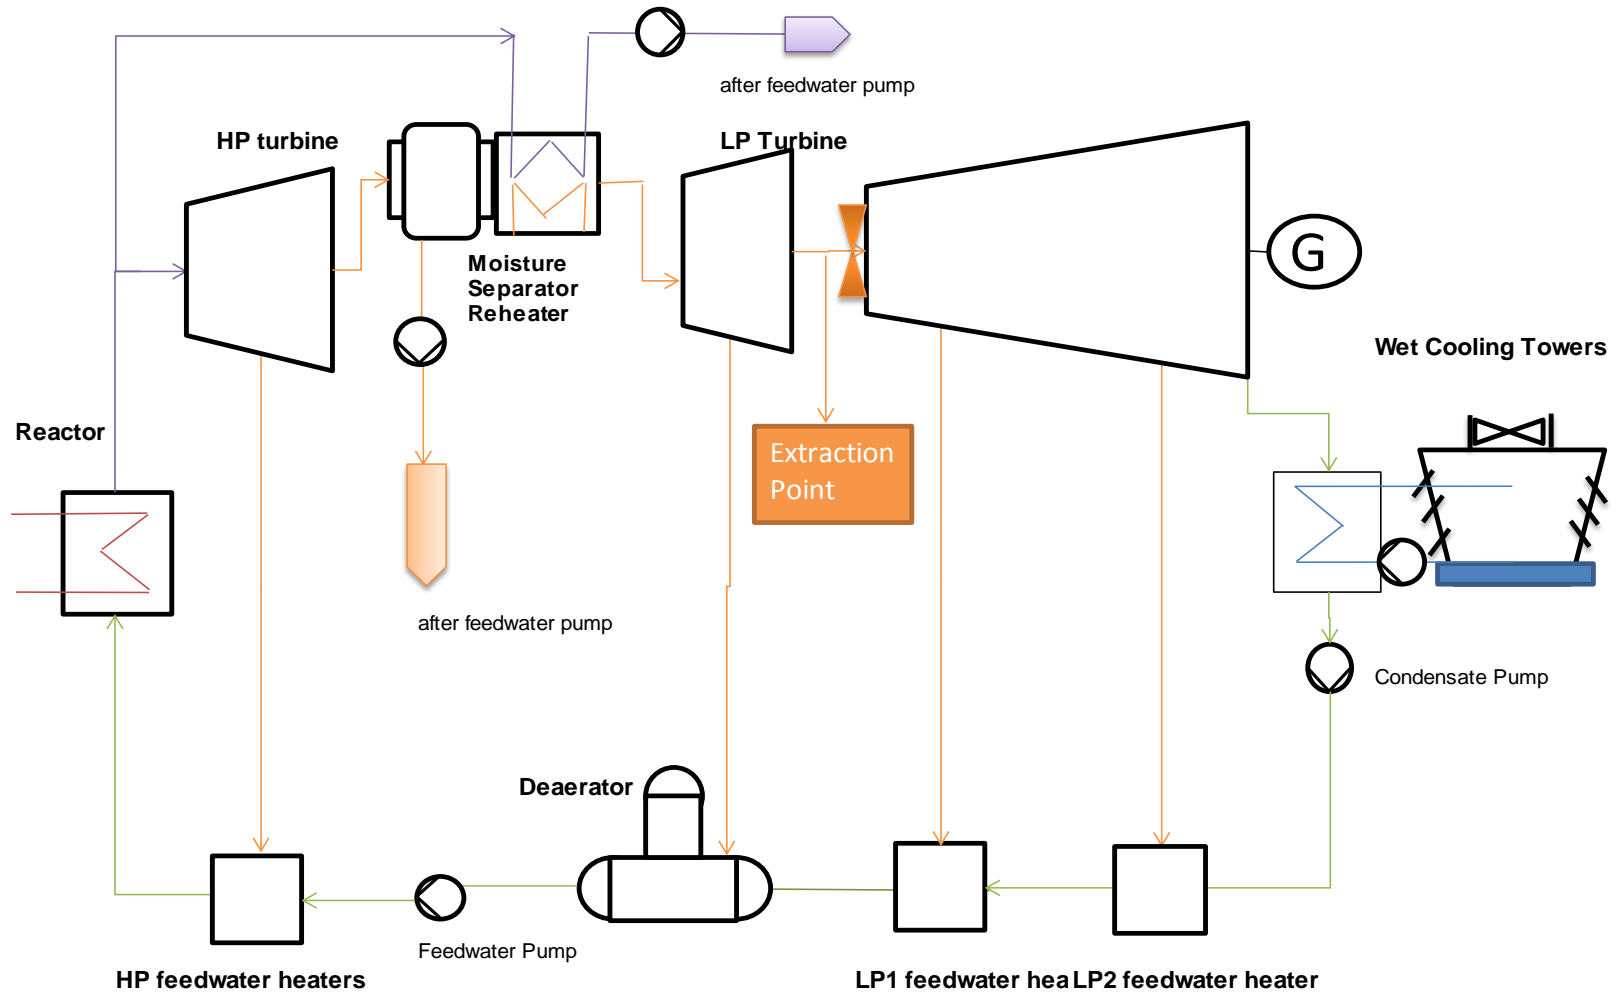 after feedwater pump
HP turbine
LP Turbine
G
Moisture
Separator
Reheater
Wet Cooling Towers
Reactor
Extraction
Point
after feedwater pump
Condensate Pump
Deaerator
Feedwater Pump
HP feedwater heaters
LP1 feedwater hea
LP2 feedwater heater